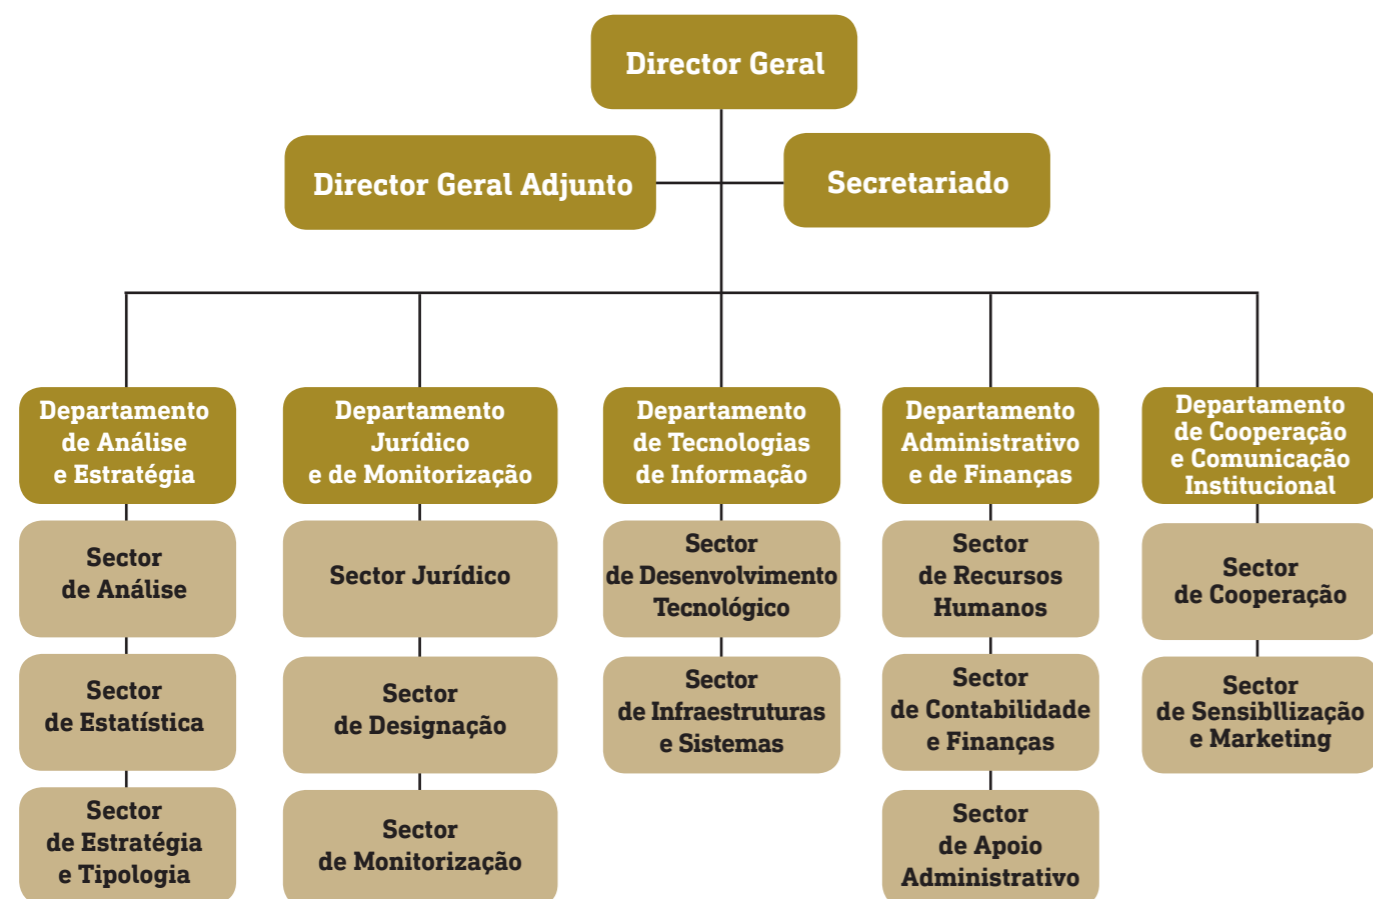 Director Geral
Director Geral Adjunto
Secretariado
Departamento
de Análise
e Estratégia
Departamento
Jurídico
e de Monitorização
Departamento
de Tecnologias
de Informação
Departamento
Administrativo
e de Finanças
Departamento
de Cooperação
e Comunicação
Institucional
Sector
de Análise
Sector Jurídico
Sector
de Desenvolvimento
Tecnológico
Sector
de Recursos
Humanos
Sector
de Cooperação
Sector
de Estatística
Sector
de Designação
Sector
de Infraestruturas
e Sistemas
Sector
de Contabilidade
e Finanças
Sector
de Sensibllização
e Marketing
Sector
de Estratégia
e Tipologia
Sector
de Monitorização
Sector
de Apoio
Administrativo